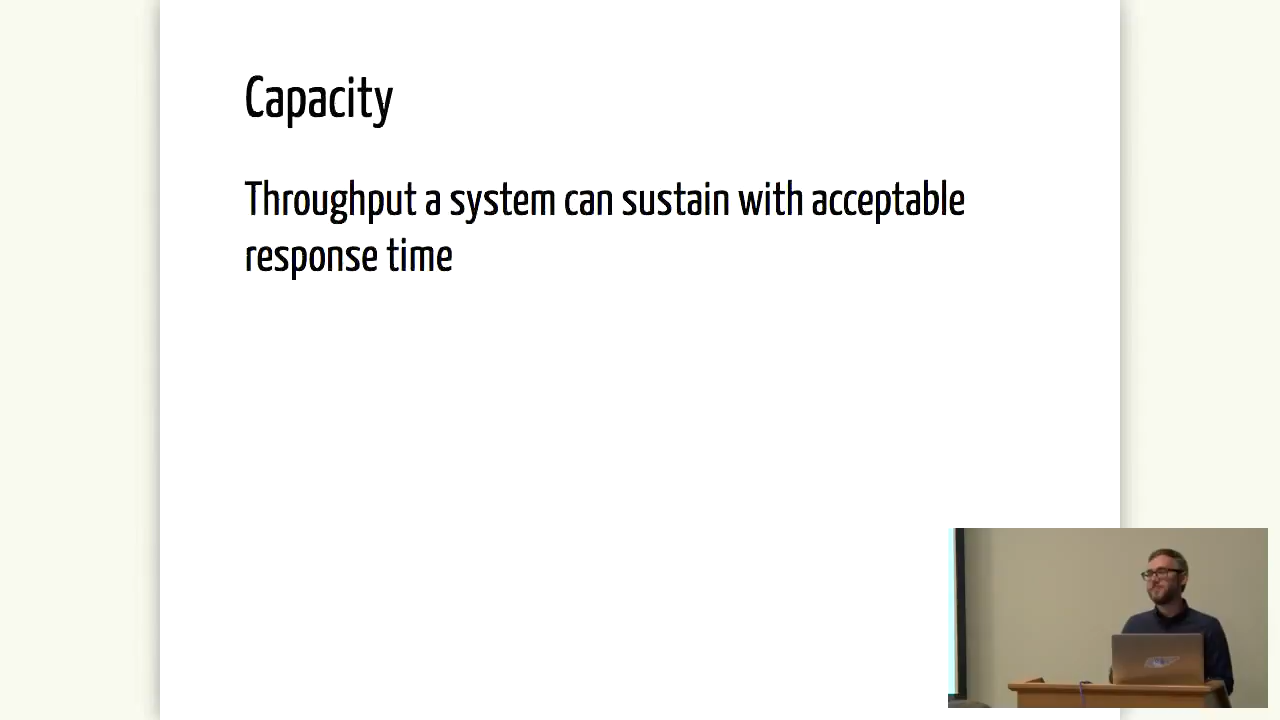 Capacity
Throughput a system can sustain with acceptable
response time